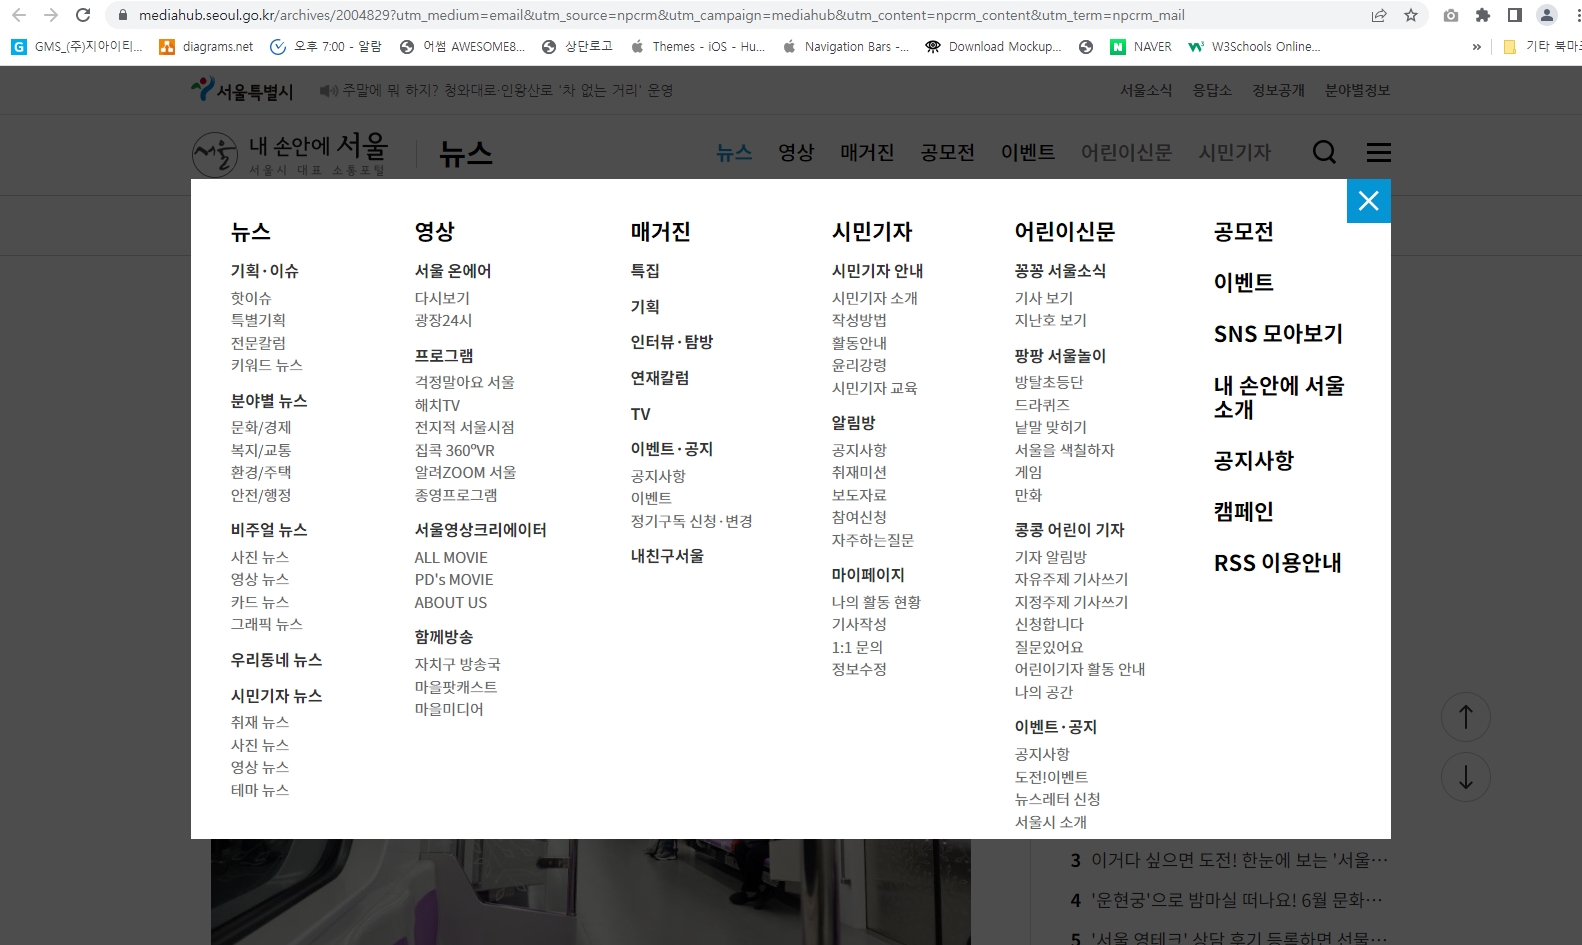 mediahub.seoul.go.kr/archives/2004829?utm_medium=email&utm_source=npcrm&utm_campaign=mediahub&utm_content=npcrm_content&utm_term=npcrm_mail
G GMS_(주)지아이티... diagrams.net 오후 7:00 - 알람 어썸 AWESOME8... 상단로고 Themes - iOS - Hu... Navigation Bars -... Download Mockup... N NAVER W3Schools Online... » 기타 북마크
서울특별시 주말에 뭐 하지? 청와대로·인왕산로 '차 없는 거리' 운영 서울소식 응답소 정보공개 분야별정보
서울 내 손안에 서울 뉴스 뉴스 영상 매거진 공모전 이벤트 어린이신문 시민기자
서울시 대표 소통포털
뉴스
기획·이슈
핫이슈
특별기획
전문칼럼
키워드 뉴스
분야별 뉴스
문화/경제
복지/교통
환경/주택
안전/행정
비주얼 뉴스
사진 뉴스
영상 뉴스
카드 뉴스
그래픽 뉴스
우리동네 뉴스
시민기자 뉴스
취재 뉴스
사진 뉴스
영상 뉴스
테마 뉴스
영상
서울 온에어
다시보기
광장24시
프로그램
걱정말아요 서울
해치TV
전지적 서울시점
집콕 360ºVR
알려ZOOM 서울
종영프로그램
서울영상크리에이터
ALL MOVIE
PD's MOVIE
ABOUT US
함께방송
자치구 방송국
마을팟캐스트
마을미디어
매거진
특집
기획
인터뷰·탐방
연재칼럼
TV
이벤트·공지
공지사항
이벤트
정기구독 신청·변경
내친구서울
시민기자
시민기자 안내
시민기자 소개
작성방법
활동안내
윤리강령
시민기자 교육
알림방
공지사항
취재미션
보도자료
참여신청
자주하는질문
마이페이지
나의 활동 현황
기사작성
1:1 문의
정보수정
어린이신문
꽁꽁 서울소식
기사 보기
지난호 보기
팡팡 서울놀이
방탈초등단
드라퀴즈
낱말 맞히기
서울을 색칠하자
게임
만화
콩콩 어린이 기자
기자 알림방
자유주제 기사쓰기
지정주제 기사쓰기
신청합니다
질문있어요
어린이기자 활동 안내
나의 공간
이벤트·공지
공지사항
도전!이벤트
뉴스레터 신청
서울시 소개
공모전
이벤트
SNS 모아보기
내 손안에 서울
소개
공지사항
캠페인
RSS 이용안내
3 이거다 싶으면 도전! 한눈에 보는 '서울···
4 '운현궁'으로 밤마실 떠나요! 6월 문화···
5 '서울 영테크' 상담 후기 등록하면 선물···